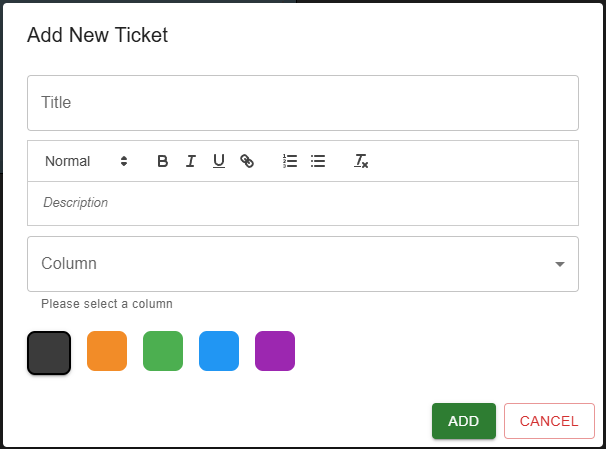 Add New Ticket
Title
Normal B I U
Description
Column
Please select a column
ADD CANCEL